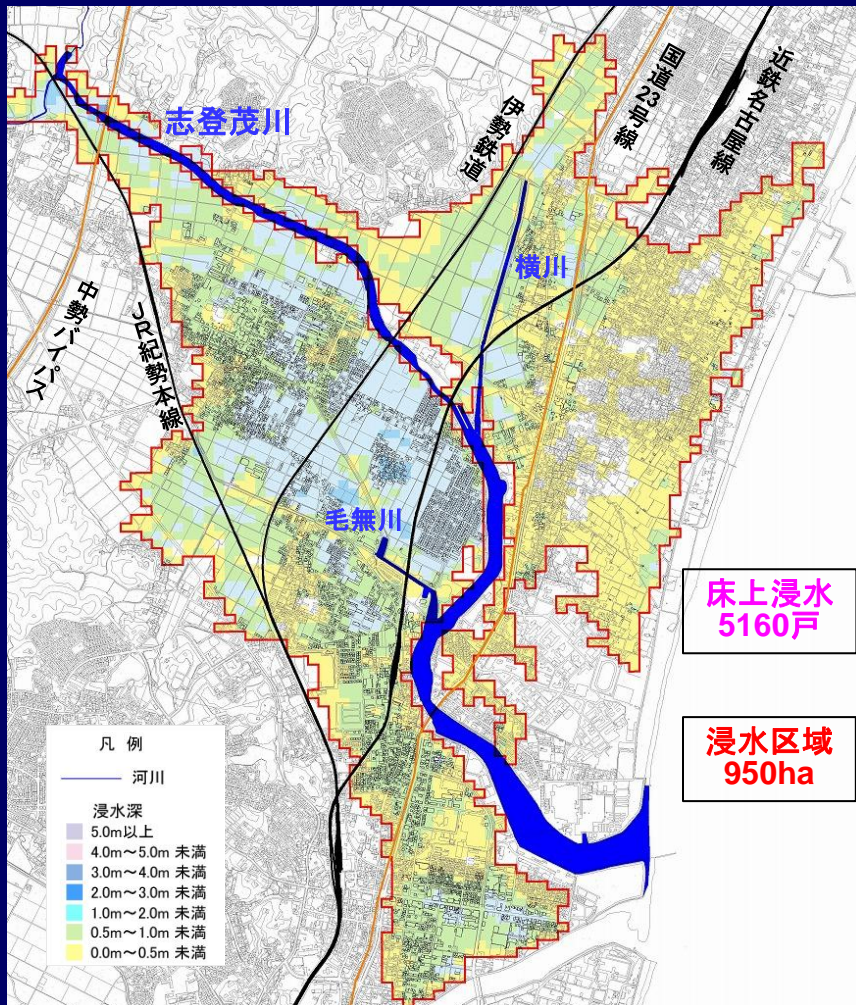 志登茂川
伊勢鉄道
国道23号線
近鉄名古屋線
横川
中勢バイパス
JR紀勢本線
毛無川
床上浸水
5160戸
浸水区域
950ha
凡 例
河川
浸水深
5.0m以上
4.0m～5.0m 未満
3.0m～4.0m 未満
2.0m～3.0m 未満
1.0m～2.0m 未満
0.5m～1.0m 未満
0.0m～0.5m 未満